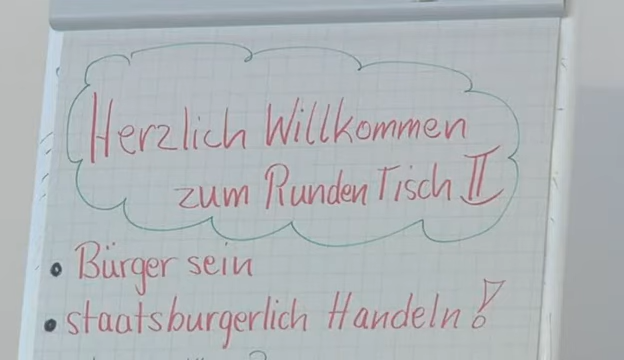 Herzlich Willkommen
zum Runden Tisch II
• Bürger sein
• staatsburgerlich Handeln!